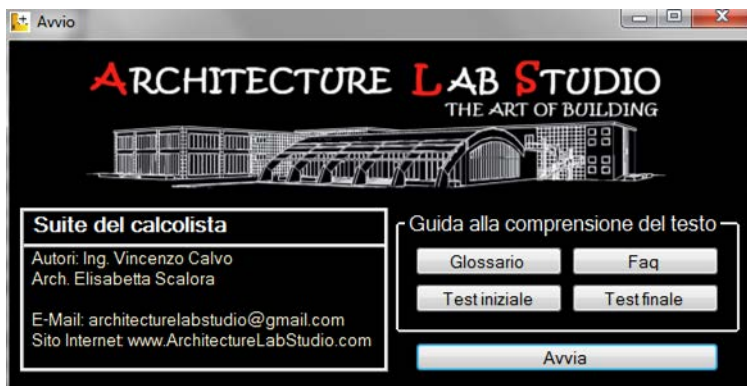 Avvio
ARCHITECTURE LAB STUDIO
THE ART OF BUILDING
Suite del calcolista
Autori: Ing. Vincenzo Calvo
Arch. Elisabetta Scalora
E-Mail: architecturelabstudio@gmail.com
Sito Internet: www.ArchitectureLabStudio.com
Guida alla comprensione del testo
Glossario
Faq
Test iniziale
Test finale
Avvia